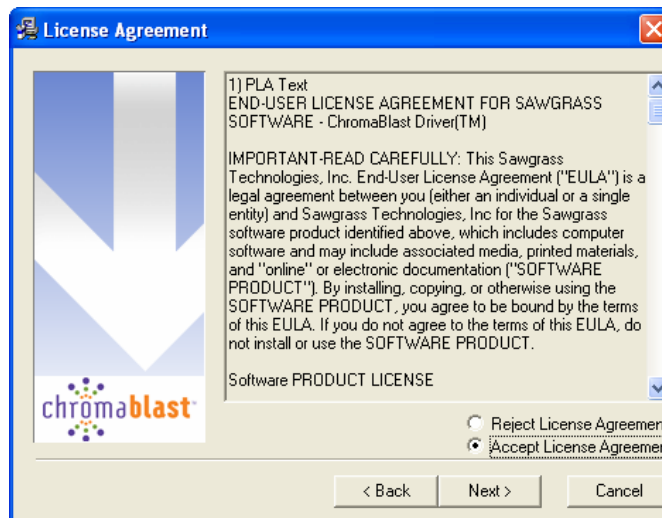 License Agreement
1) PLA Text
END-USER LICENSE AGREEMENT FOR SAWGRASS
SOFTWARE - ChromaBlast Driver(TM)
IMPORTANT-READ CAREFULLY: This Sawgrass
Technologies, Inc. End-User License Agreement ("EULA") is a
legal agreement between you (either an individual or a single
entity) and Sawgrass Technologies, Inc for the Sawgrass
software product identified above, which includes computer
software and may include associated media, printed materials,
and "online" or electronic documentation ("SOFTWARE
PRODUCT"). By installing, copying, or otherwise using the
SOFTWARE PRODUCT, you agree to be bound by the terms
of this EULA. If you do not agree to the terms of this EULA, do
not install or use the SOFTWARE PRODUCT.
Software PRODUCT LICENSE
chromablast
Reject License Agreemen
Accept License Agreemen
< Back
Next >
Cancel